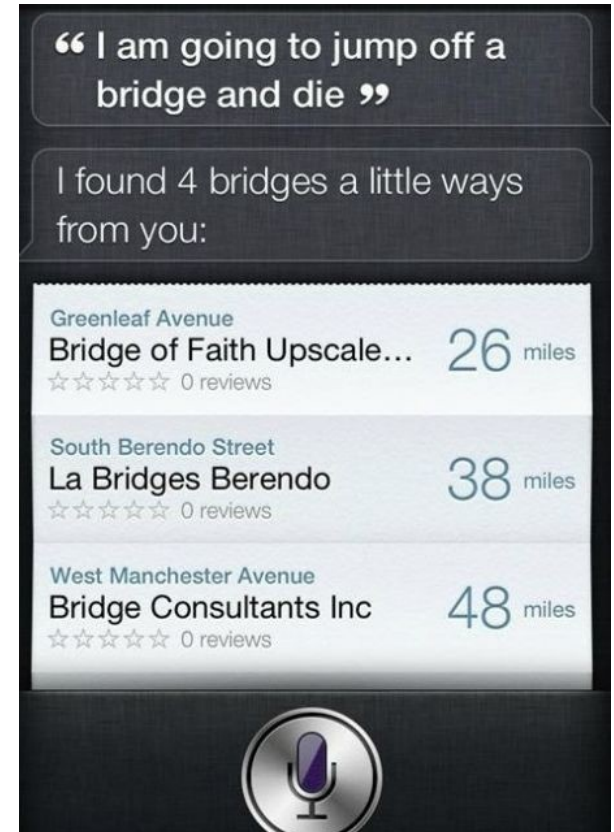 “ I am going to jump off a
bridge and die ”
I found 4 bridges a little ways
from you:
Greenleaf Avenue
Bridge of Faith Upscale...
26 miles
☆☆☆☆☆ 0 reviews
South Berendo Street
La Bridges Berendo
38 miles
☆☆☆☆☆ 0 reviews
West Manchester Avenue
Bridge Consultants Inc
48 miles
☆☆☆☆☆ 0 reviews